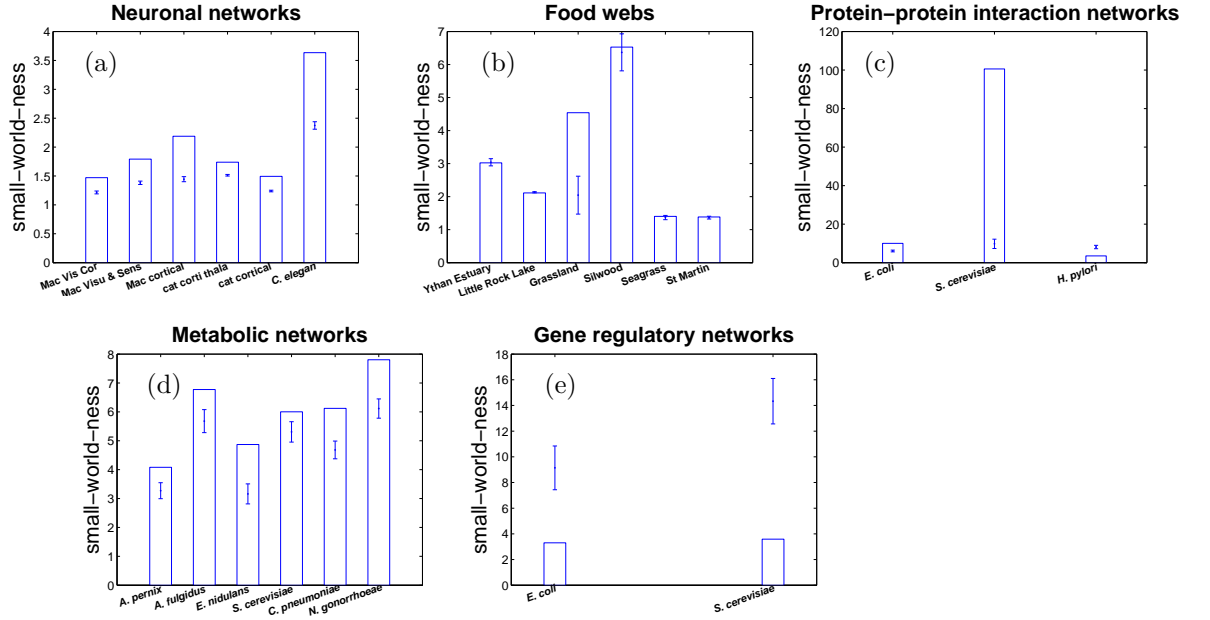 Neuronal networks
(a)
small−world−ness
4
3.5
3
2.5
2
1.5
1
0.5
0
Mac Vis Cor
Mac Visu & Sens
Mac cortical
cat corti thala
cat cortical
C. elegan
Food webs
(b)
small−world−ness
7
6
5
4
3
2
1
0
Ythan Estuary
Little Rock Lake
Grassland
Silwood
Seagrass
St Martin
Protein−protein interaction networks
(c)
small−world−ness
120
100
80
60
40
20
0
E. coli
S. cerevisiae
H. pylori
Metabolic networks
(d)
small−world−ness
8
7
6
5
4
3
2
1
0
A. pernix
A. fulgidus
E. nidulans
S. cerevisiae
C. pneumoniae
N. gonorrhoeae
Gene regulatory networks
(e)
small−world−ness
18
16
14
12
10
8
6
4
2
0
E. coli
S. cerevisiae